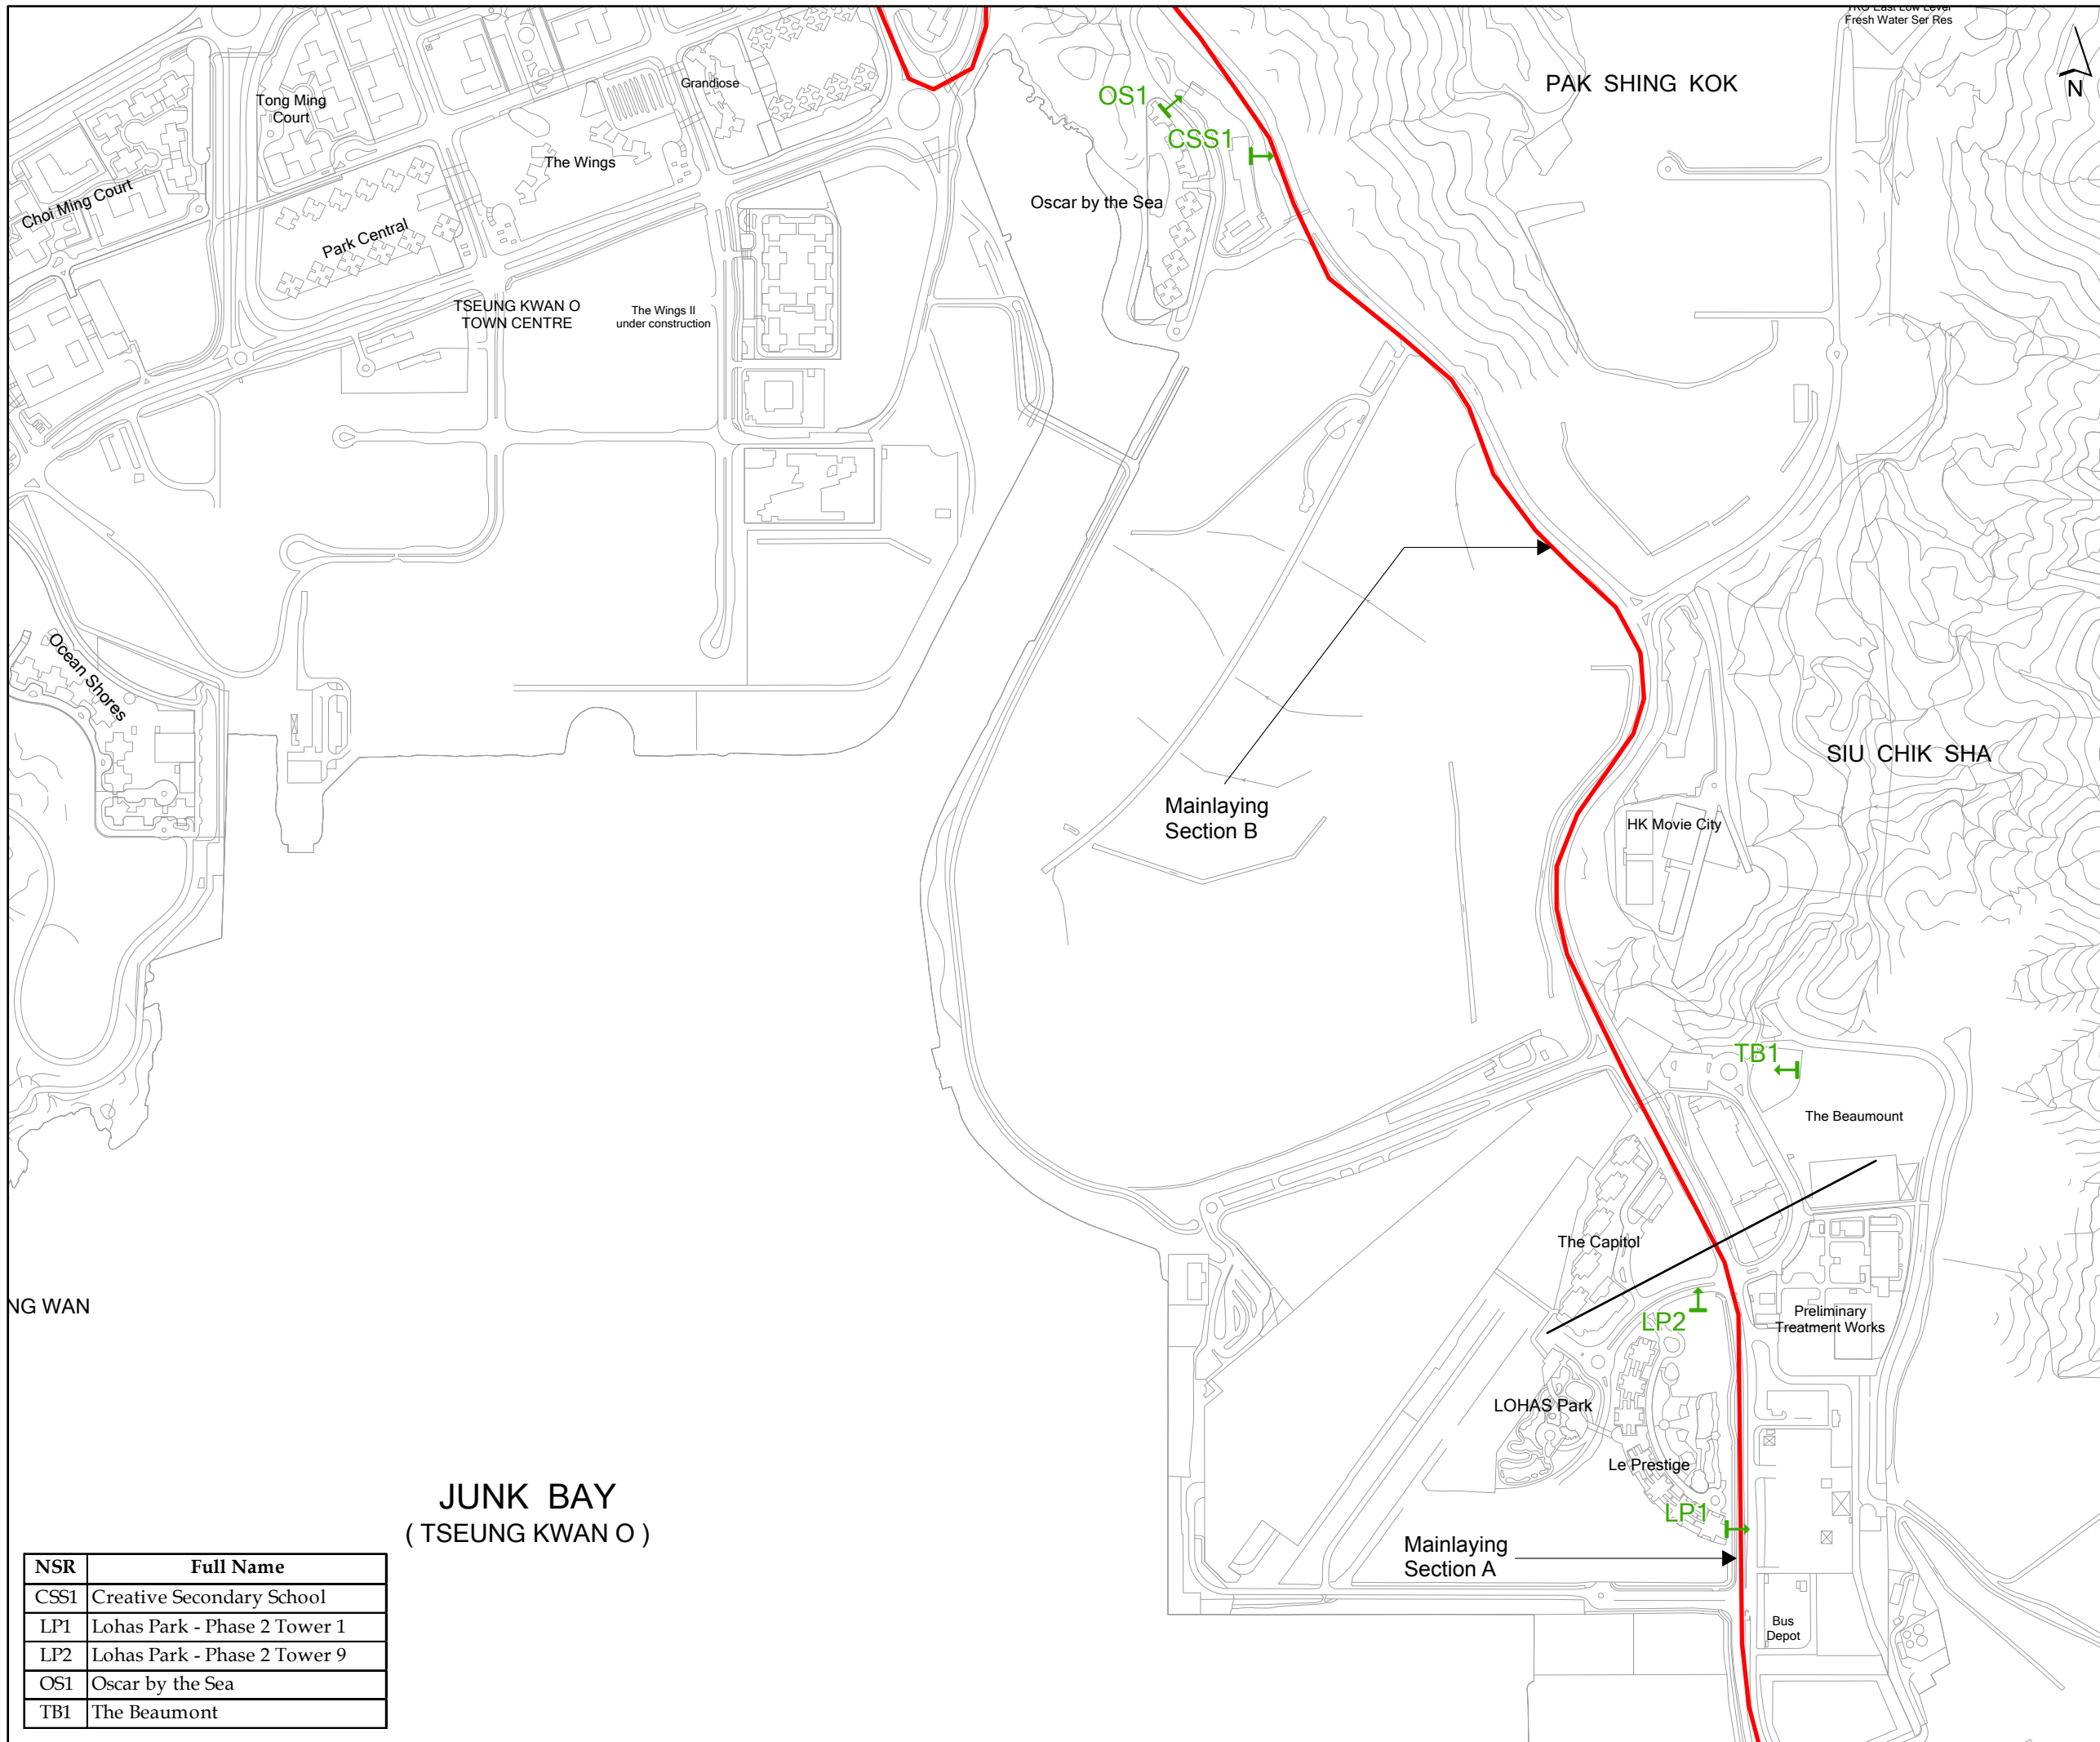 TKO East Low Level
Fresh Water Ser Res
PAK SHING KOK
N
Grandiose
OS1
Tong Ming
Court
CSS1
The Wings
Choi Ming Court
Oscar by the Sea
Park Central
TSEUNG KWAN O
TOWN CENTRE
The Wings II
under construction
Ocean Shores
SIU CHIK SHA
Mainlaying
Section B
HK Movie City
TB1
The Beaumount
The Capitol
NG WAN
LP2
Preliminary
Treatment Works
LOHAS Park
Le Prestige
JUNK BAY
( TSEUNG KWAN O )
LP1
Mainlaying
Section A
Bus
Depot
NSR Full Name
CSS1 Creative Secondary School
LP1 Lohas Park - Phase 2 Tower 1
LP2 Lohas Park - Phase 2 Tower 9
OS1 Oscar by the Sea
TB1 The Beaumont